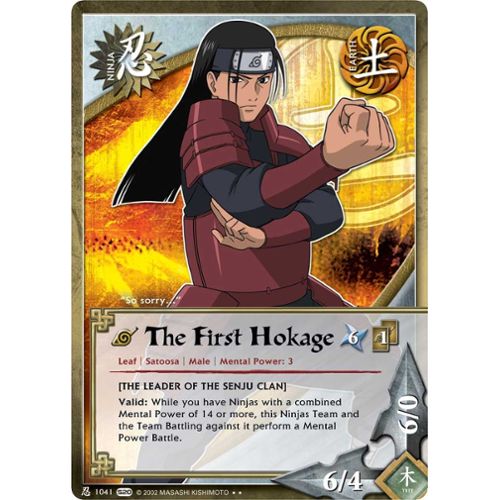 忍
NINJA
土
EARTH
"So sorry..."
The First Hokage 6 1
Leaf | Satoosa | Male | Mental Power: 3
[THE LEADER OF THE SENJU CLAN]
Valid: While you have Ninjas with a combined
Mental Power of 14 or more, this Ninjas Team and
the Team Battling against it perform a Mental
Power Battle.
6/0
6/4
木
忍 1041 © 2002 MASASHI KISHIMOTO ★★